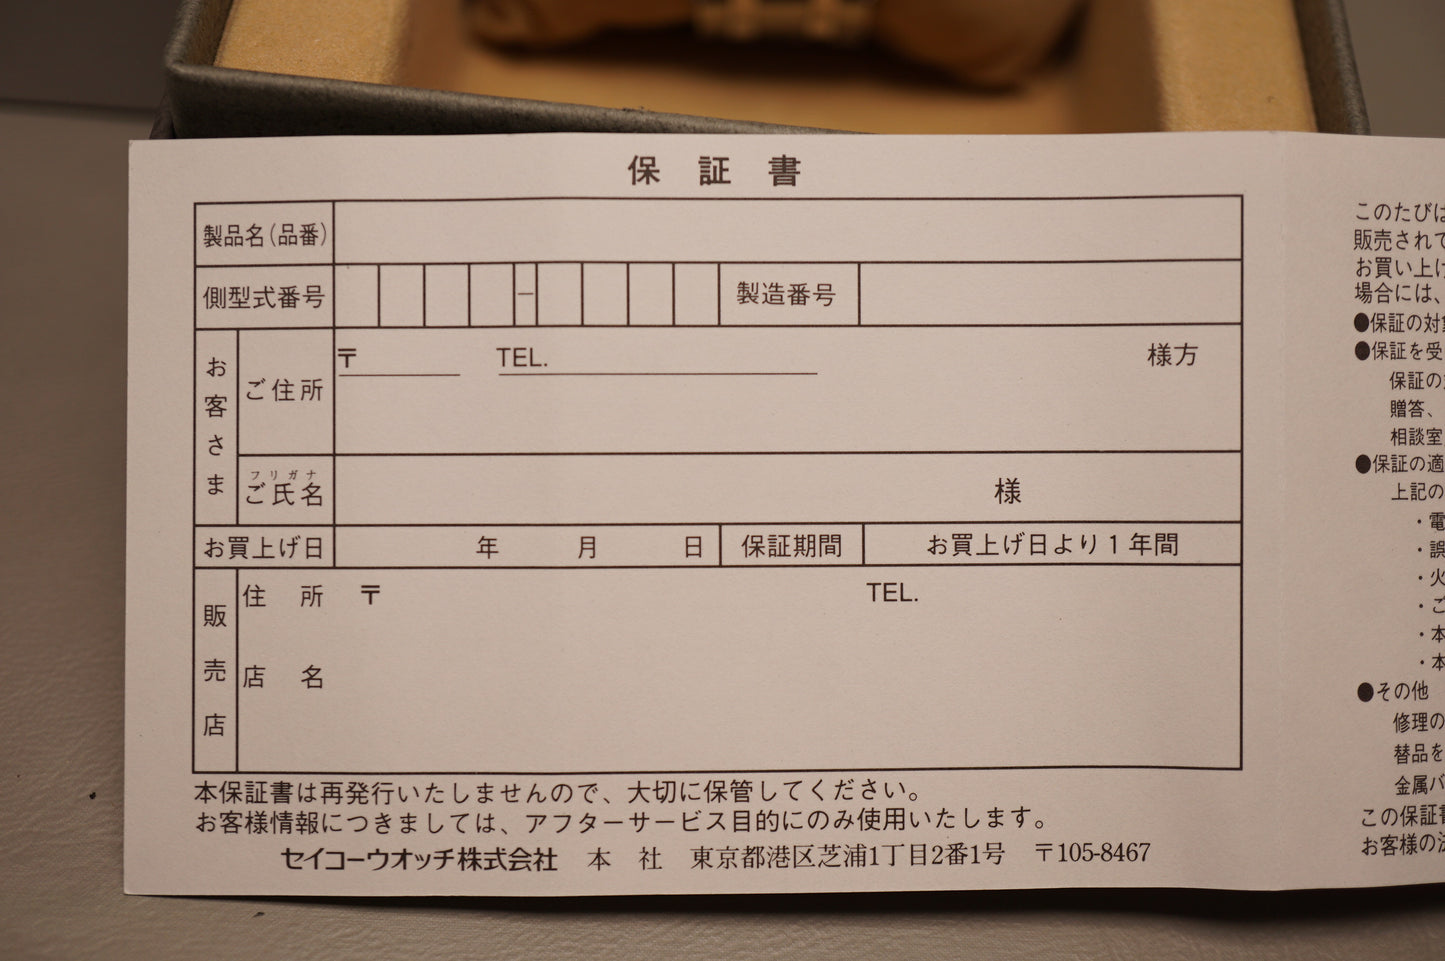 保 証 書
製品名(品番)
側型式番号 － 製造番号
お客さま
ご住所 〒 TEL. 様方
フリガナ
ご氏名 様
お買上げ日 年 月 日 保証期間 お買上げ日より1年間
販売店
住 所 〒 TEL.
店 名
本保証書は再発行いたしませんので、大切に保管してください。
お客様情報につきましては、アフターサービス目的にのみ使用いたします。
セイコーウオッチ株式会社 本 社 東京都港区芝浦1丁目2番1号 〒105-8467
このたびは
販売されて
お買い上げ
場合には、
●保証の対象
●保証を受
保証の
贈答、
相談室
●保証の適
上記の
・電
・誤
・火
・ご
・本
・本
●その他
修理の
替品を
金属バ
この保証書
お客様の法